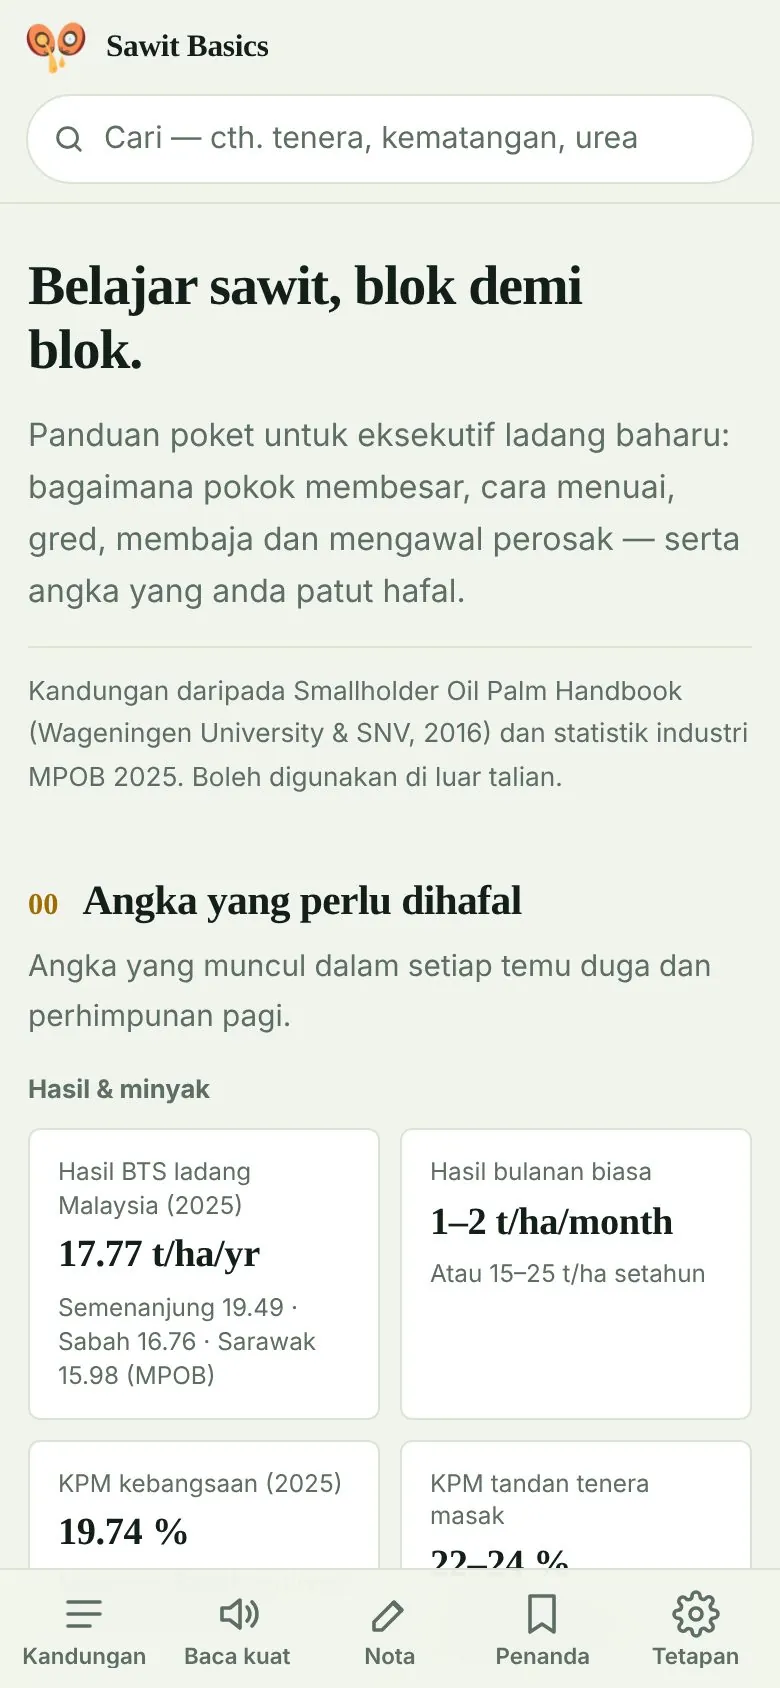 Sawit Basics
Cari — cth. tenera, kematangan, urea
Belajar sawit, blok demi
blok.
Panduan poket untuk eksekutif ladang baharu:
bagaimana pokok membesar, cara menuai,
gred, membaja dan mengawal perosak — serta
angka yang anda patut hafal.
Kandungan daripada Smallholder Oil Palm Handbook
(Wageningen University & SNV, 2016) dan statistik industri
MPOB 2025. Boleh digunakan di luar talian.
00 Angka yang perlu dihafal
Angka yang muncul dalam setiap temu duga dan
perhimpunan pagi.
Hasil & minyak
Hasil BTS ladang
Malaysia (2025)
17.77 t/ha/yr
Semenanjung 19.49 ·
Sabah 16.76 · Sarawak
15.98 (MPOB)
Hasil bulanan biasa
1–2 t/ha/month
Atau 15–25 t/ha setahun
KPM kebangsaan (2025)
19.74 %
KPM tandan tenera
masak
22–24 %
Kandungan
Baca kuat
Nota
Penanda
Tetapan